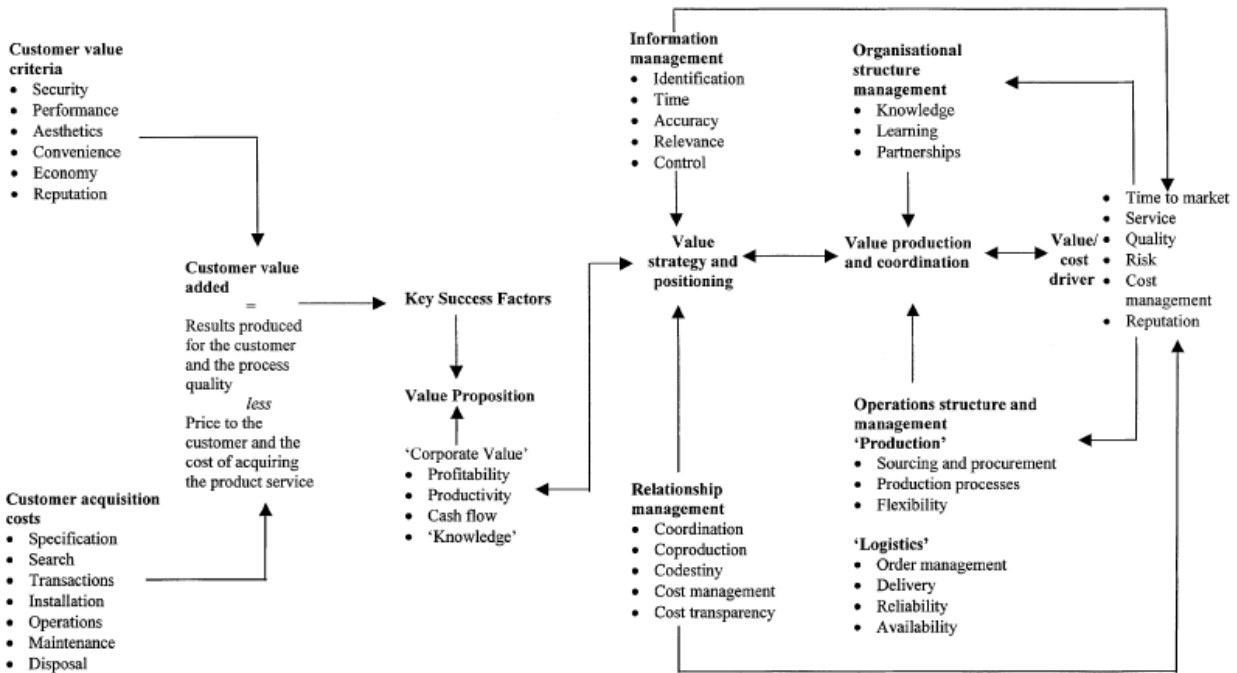 Customer value
criteria
• Security
• Performance
• Aesthetics
• Convenience
• Economy
• Reputation
Customer value
added
=
Results produced
for the customer
and the process
quality
less
Price to the
customer and the
cost of acquiring
the product service
Customer acquisition
costs
• Specification
• Search
• Transactions
• Installation
• Operations
• Maintenance
• Disposal
Key Success Factors
Value Proposition
‘Corporate Value’
• Profitability
• Productivity
• Cash flow
• ‘Knowledge’
Information
management
• Identification
• Time
• Accuracy
• Relevance
• Control
Value
strategy and
positioning
Relationship
management
• Coordination
• Coproduction
• Codestiny
• Cost management
• Cost transparency
Organisational
structure
management
• Knowledge
• Learning
• Partnerships
Value production
and coordination
Operations structure and
management
‘Production’
• Sourcing and procurement
• Production processes
• Flexibility
‘Logistics’
• Order management
• Delivery
• Reliability
• Availability
Value/
cost
driver
• Time to market
• Service
• Quality
• Risk
• Cost
management
• Reputation